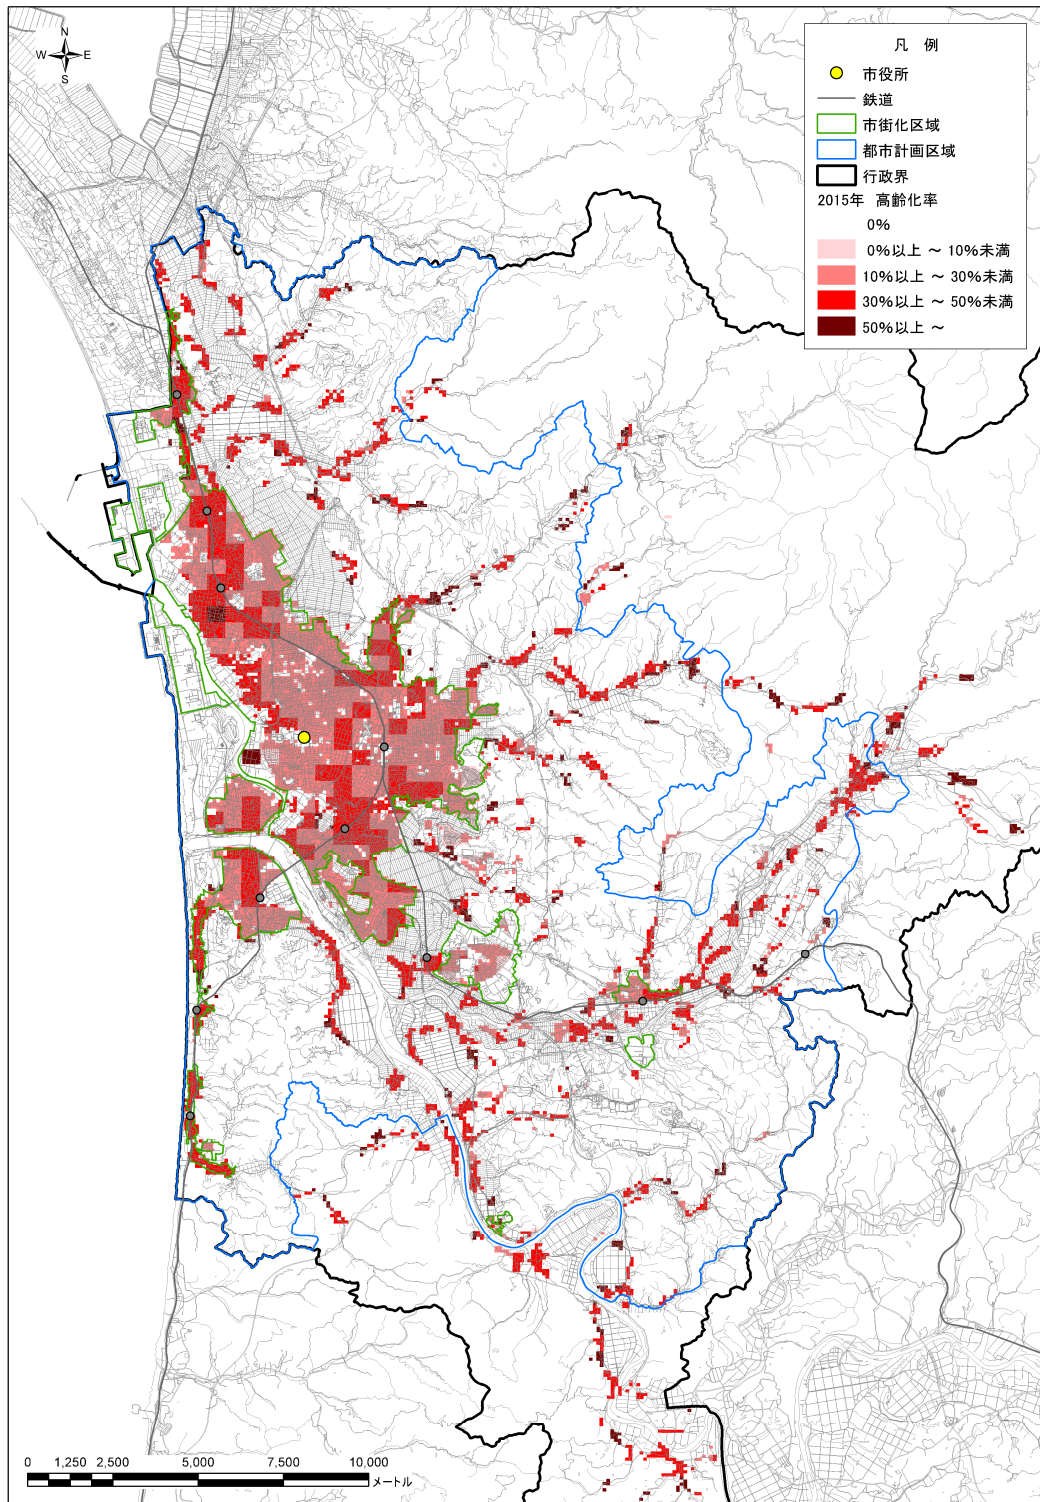 N
W E
S
凡 例
市役所
鉄道
市街化区域
都市計画区域
行政界
2015年 高齢化率
0%
0%以上 ～ 10%未満
10%以上 ～ 30%未満
30%以上 ～ 50%未満
50%以上 ～
0 1,250 2,500 5,000 7,500 10,000
メートル